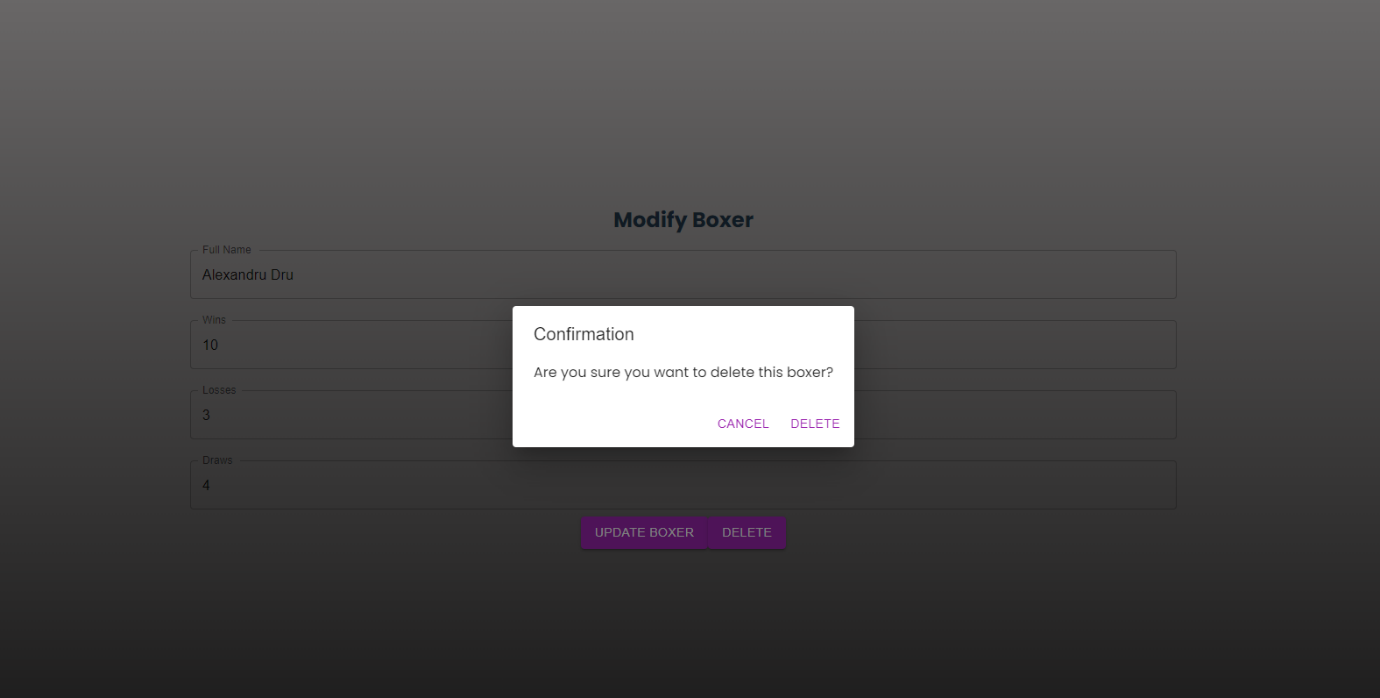 Modify Boxer
Full Name
Alexandru Dru
Wins
10
Losses
3
Draws
4
Confirmation
Are you sure you want to delete this boxer?
CANCEL DELETE
UPDATE BOXER DELETE